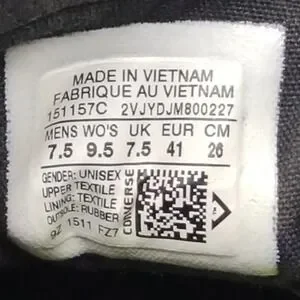 MADE IN VIETNAM
FABRIQUE AU VIETNAM
151157C 2VJYDJM800227
MENS WO'S UK EUR CM
7.5 9.5 7.5 41 26
GENDER: UNISEX
UPPER: TEXTILE
LINING: TEXTILE
OUTSOLE: RUBBER
9Z 1511 FZ7
CONVERSE